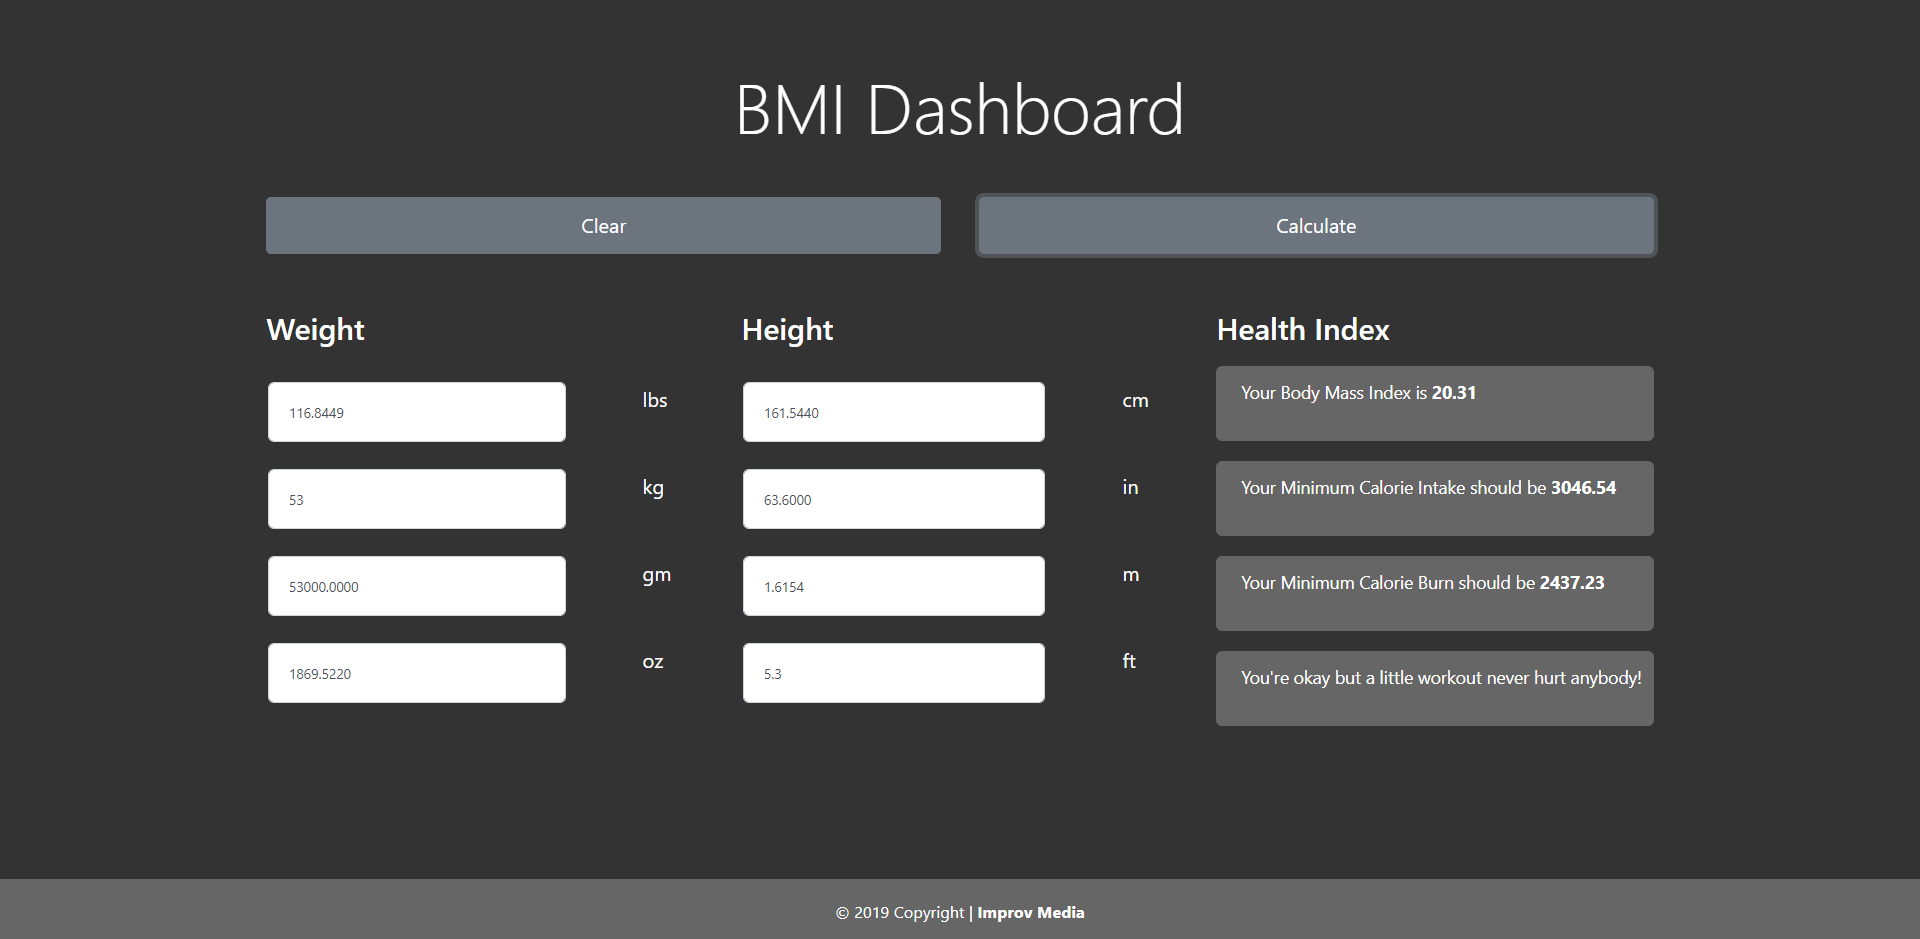 BMI Dashboard
Clear
Calculate
Weight
116.8449 lbs
53 kg
53000.0000 gm
1869.5220 oz
Height
161.5440 cm
63.6000 in
1.6154 m
5.3 ft
Health Index
Your Body Mass Index is 20.31
Your Minimum Calorie Intake should be 3046.54
Your Minimum Calorie Burn should be 2437.23
You're okay but a little workout never hurt anybody!
© 2019 Copyright | Improv Media